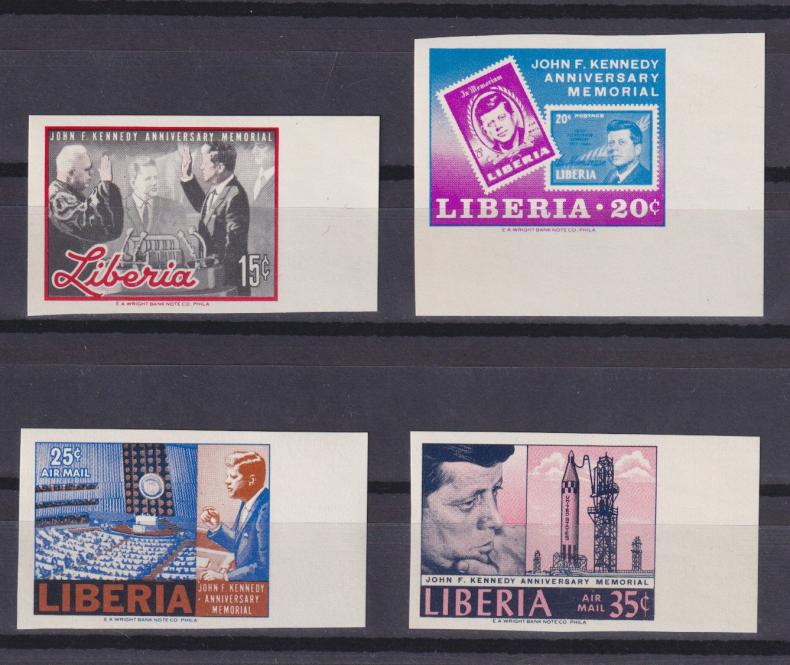 JOHN F. KENNEDY ANNIVERSARY MEMORIAL
Liberia
15¢
E A WRIGHT BANK NOTE CO. PHILA
JOHN F. KENNEDY
ANNIVERSARY
MEMORIAL
In Memoriam
LIBERIA
20¢
POSTAGE
LIBERIA
LIBERIA · 20¢
E.A. WRIGHT BANK NOTE CO. PHILA.
25¢
AIR MAIL
JOHN F. KENNEDY
ANNIVERSARY
MEMORIAL
LIBERIA
E A WRIGHT BANK NOTE CO PHILA
UNITED STATES
JOHN F. KENNEDY ANNIVERSARY MEMORIAL
LIBERIA
AIR
MAIL
35¢
E A WRIGHT BANK NOTE CO. PHILA.